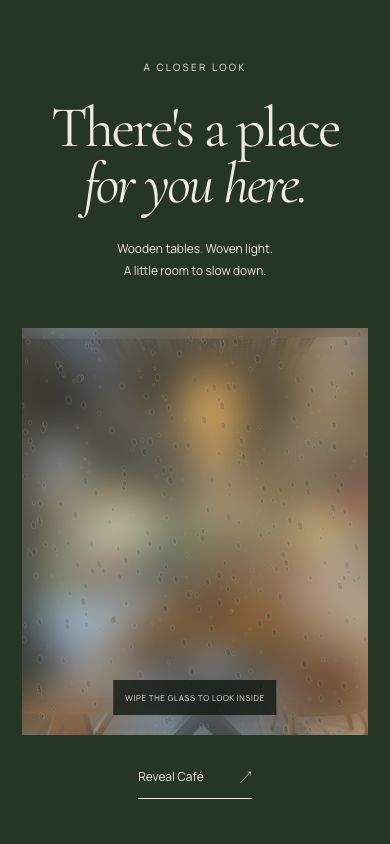 A CLOSER LOOK
There's a place
for you here.
Wooden tables. Woven light.
A little room to slow down.
WIPE THE GLASS TO LOOK INSIDE
Reveal Café